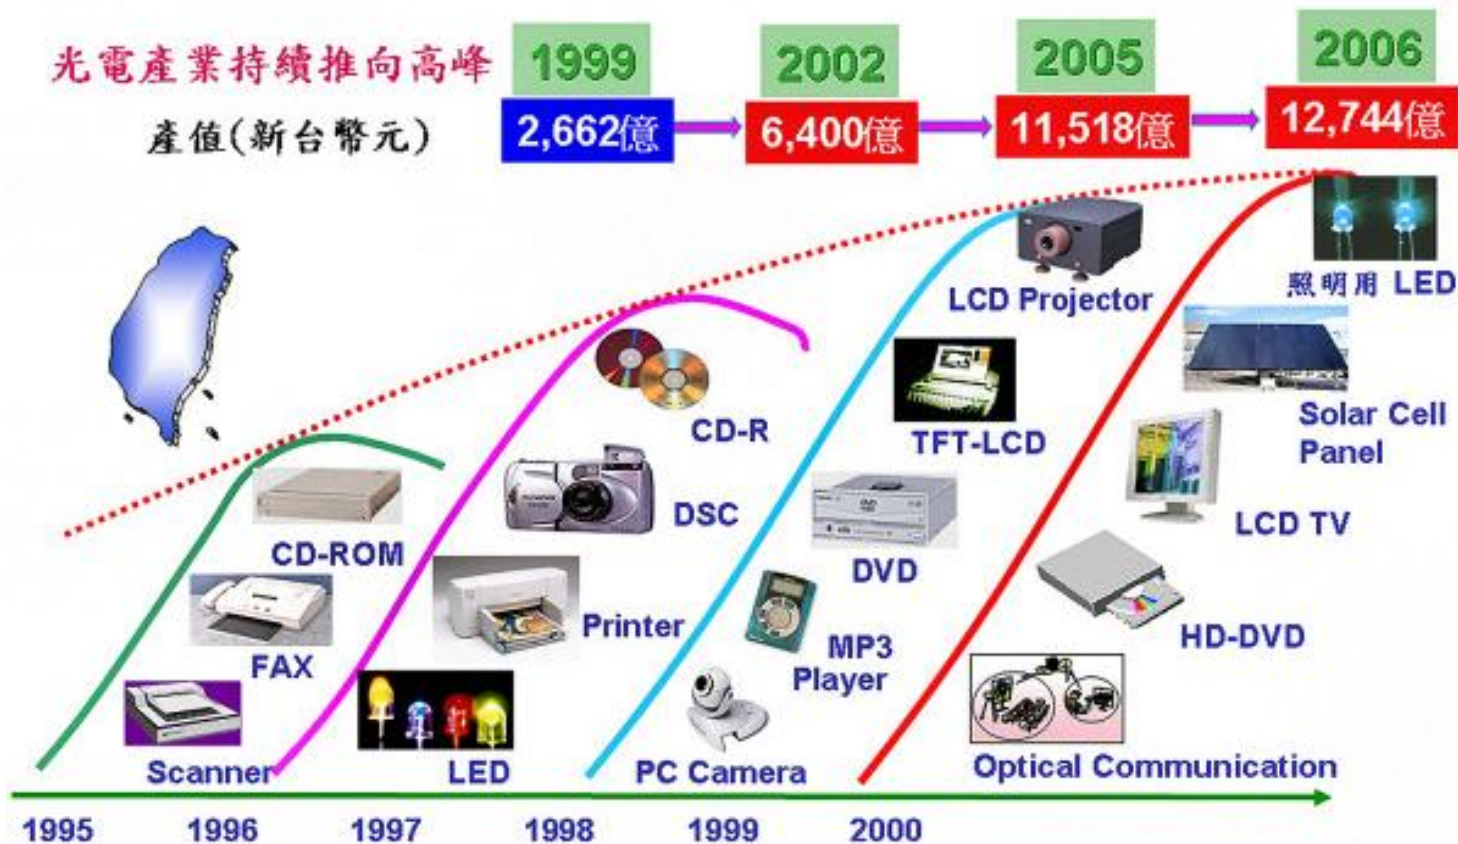 光電產業持續推向高峰
1999
2002
2005
2006
產值(新台幣元)
2,662億
6,400億
11,518億
12,744億
LCD Projector
照明用 LED
CD-R
TFT-LCD
Solar Cell
Panel
DSC
LCD TV
CD-ROM
DVD
Printer
HD-DVD
FAX
MP3
Player
Scanner
LED
PC Camera
Optical Communication
1995
1996
1997
1998
1999
2000